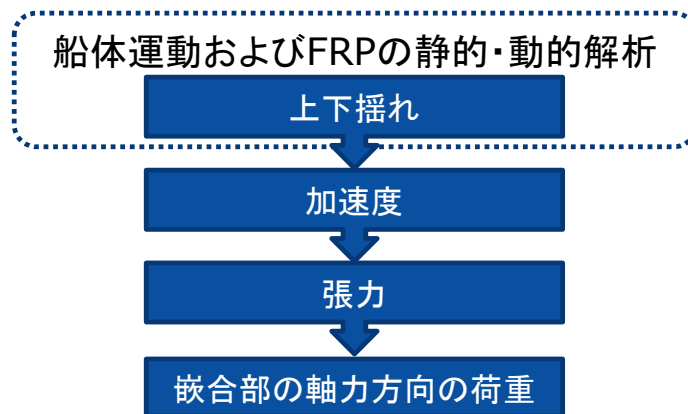 船体運動およびFRPの静的・動的解析
上下揺れ
加速度
張力
嵌合部の軸力方向の荷重